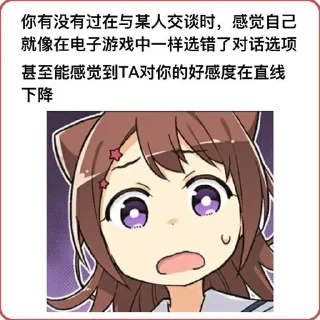 你有没有过在与某人交谈时，感觉自己
就像在电子游戏中一样选错了对话选项
甚至能感觉到TA对你的好感度在直线
下降